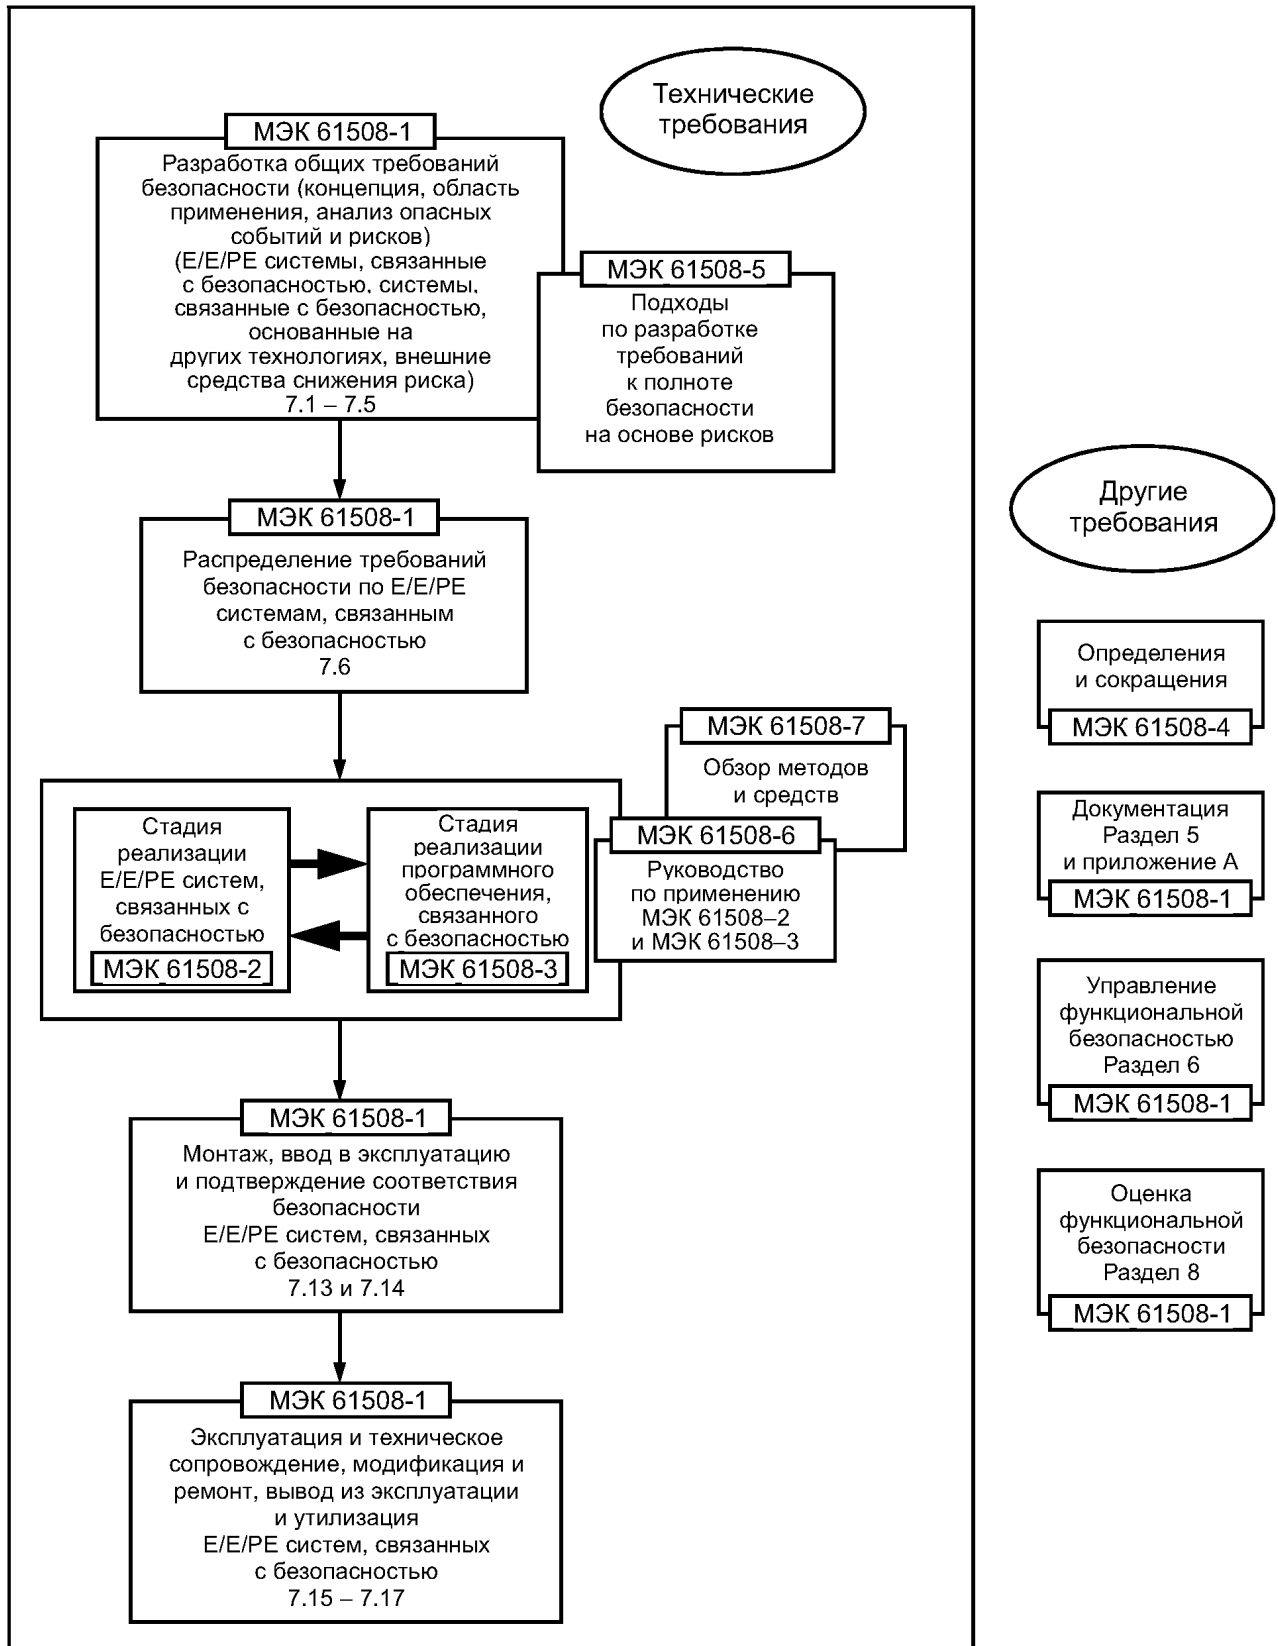 Технические
требования
МЭК 61508-1
Разработка общих требований
безопасности (концепция, область
применения, анализ опасных
событий и рисков)
(Е/Е/РЕ системы, связанные
с безопасностью, системы,
связанные с безопасностью,
основанные на
других технологиях, внешние
средства снижения риска)
7.1 – 7.5
МЭК 61508-5
Подходы
по разработке
требований
к полноте
безопасности
на основе рисков
МЭК 61508-1
Распределение требований
безопасности по Е/Е/РЕ
системам, связанным
с безопасностью
7.6
МЭК 61508-7
Обзор методов
и средств
МЭК 61508-6
Руководство
по применению
МЭК 61508–2
и МЭК 61508–3
Стадия
реализации
Е/Е/РЕ систем,
связанных с
безопасностью
МЭК 61508-2
Стадия
реализации
программного
обеспечения,
связанного
с безопасностью
МЭК 61508-3
МЭК 61508-1
Монтаж, ввод в эксплуатацию
и подтверждение соответствия
безопасности
Е/Е/РЕ систем, связанных
с безопасностью
7.13 и 7.14
МЭК 61508-1
Эксплуатация и техническое
сопровождение, модификация и
ремонт, вывод из эксплуатации
и утилизация
Е/Е/РЕ систем, связанных
с безопасностью
7.15 – 7.17
Другие
требования
Определения
и сокращения
МЭК 61508-4
Документация
Раздел 5
и приложение А
МЭК 61508-1
Управление
функциональной
безопасностью
Раздел 6
МЭК 61508-1
Оценка
функциональной
безопасности
Раздел 8
МЭК 61508-1